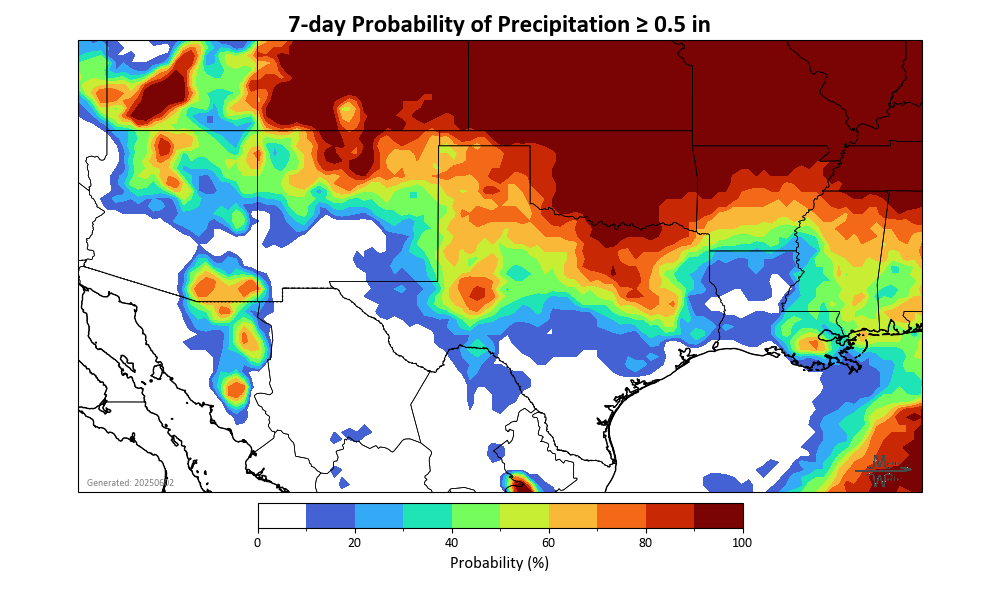 7-day Probability of Precipitation ≥ 0.5 in
M
W
Generated: 20250602
0 20 40 60 80 100
Probability (%)